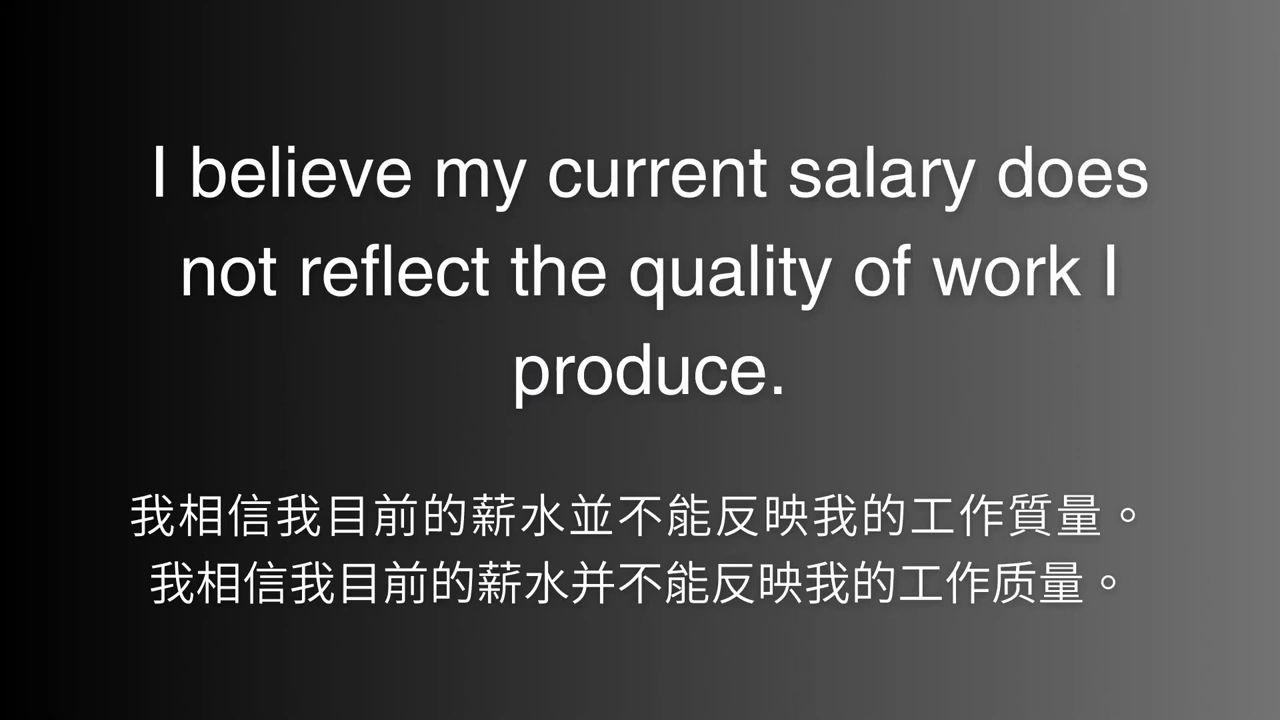 I believe my current salary does
not reflect the quality of work I
produce.
我相信我目前的薪水並不能反映我的工作質量。
我相信我目前的薪水并不能反映我的工作质量。